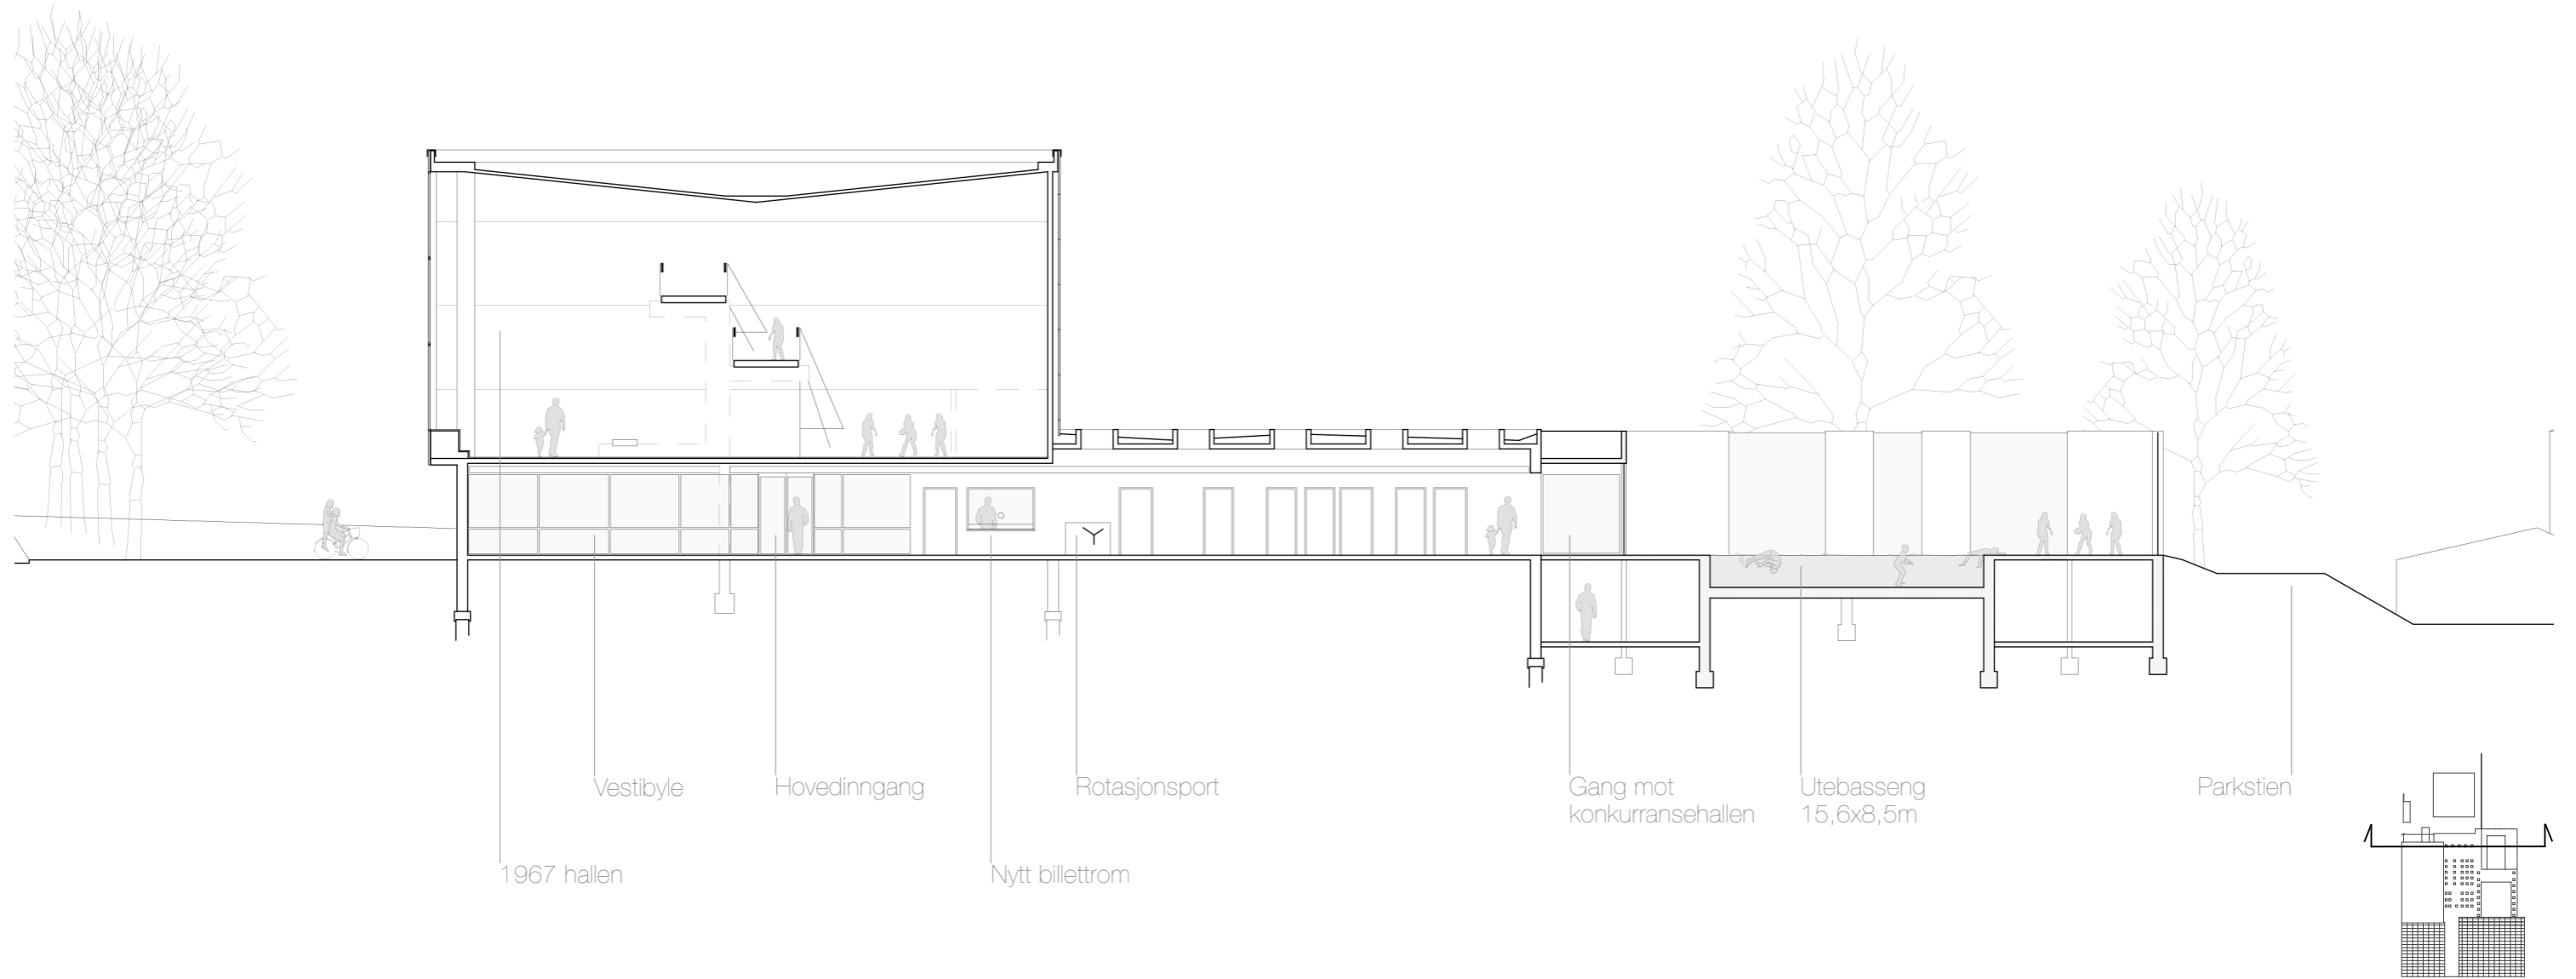 Vestibyle
Hovedinngang
Rotasjonsport
Gang mot
konkurransehallen
Utebasseng
15,6x8,5m
Parkstien
1967 hallen
Nytt billettrom